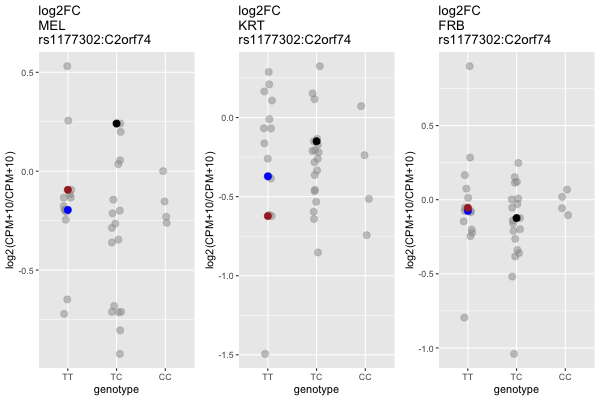 log2FC
MEL
rs1177302:C2orf74
log2(CPM+10/CPM+10)
0.5
0.0
-0.5
TT
TC
CC
genotype
log2FC
KRT
rs1177302:C2orf74
log2(CPM+10/CPM+10)
0.0
-0.5
-1.0
-1.5
TT
TC
CC
genotype
log2FC
FRB
rs1177302:C2orf74
log2(CPM+10/CPM+10)
0.5
0.0
-0.5
-1.0
TT
TC
CC
genotype